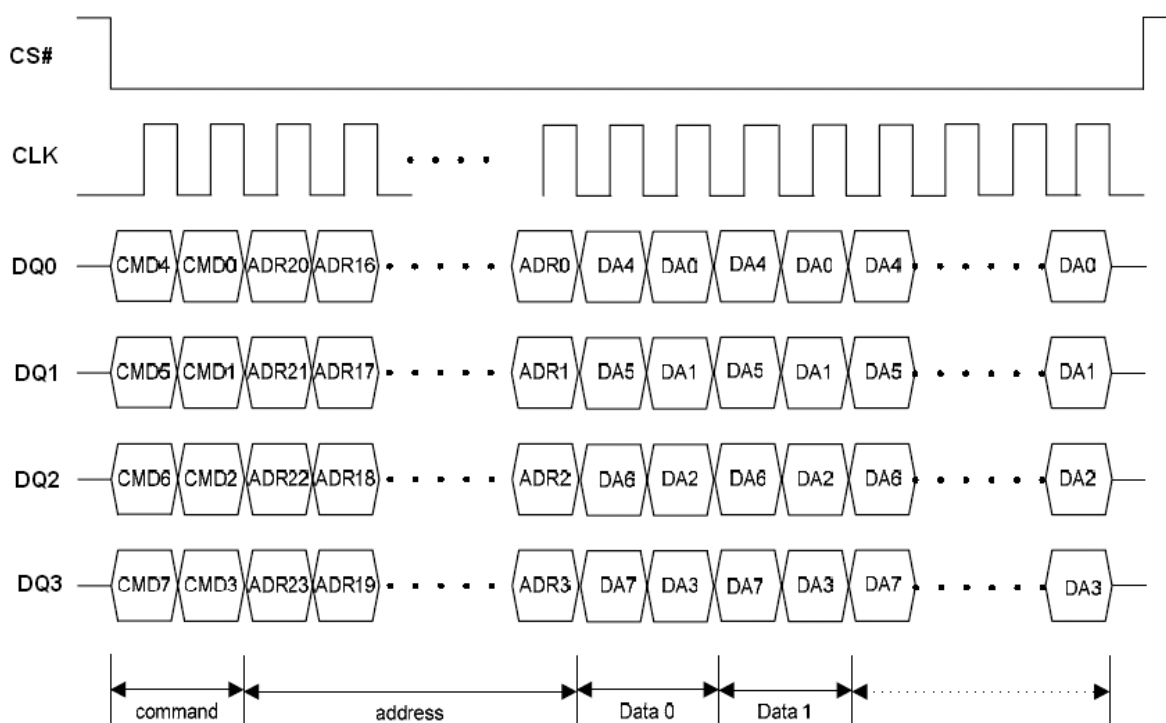 CS#
CLK
DQ0 CMD4 CMD0 ADR20 ADR16 ADR0 DA4 DA0 DA4 DA0 DA4 DA0
DQ1 CMD5 CMD1 ADR21 ADR17 ADR1 DA5 DA1 DA5 DA1 DA5 DA1
DQ2 CMD6 CMD2 ADR22 ADR18 ADR2 DA6 DA2 DA6 DA2 DA6 DA2
DQ3 CMD7 CMD3 ADR23 ADR19 ADR3 DA7 DA3 DA7 DA3 DA7 DA3
command address Data 0 Data 1